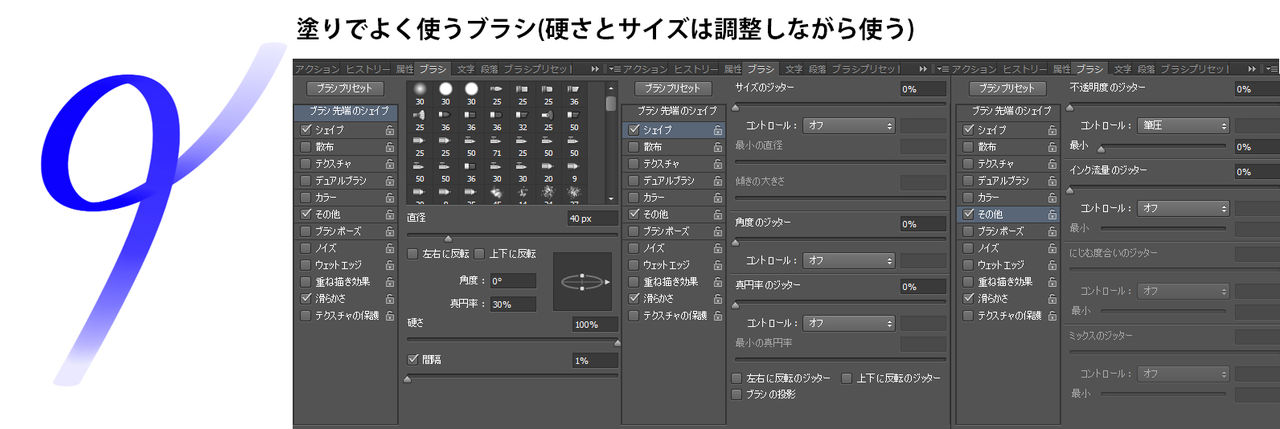 塗りでよく使うブラシ(硬さとサイズは調整しながら使う)
アクション ヒストリー 属性 ブラシ 文字 段落 ブラシプリセット
ブラシプリセット
ブラシ先端のシェイプ
シェイプ
散布
テクスチャ
デュアルブラシ
カラー
その他
ブラシポーズ
ノイズ
ウェットエッジ
重ね描き効果
滑らかさ
テクスチャの保護
30 30 30 25 25 25 36
25 36 36 32 25 50
25 25 50 71 25 50 50
50 50 36 30 30 20 9
直径 40 px
左右に反転 上下に反転
角度: 0°
真円率: 30%
硬さ 100%
間隔 1%
アクション ヒストリー 属性 ブラシ 文字 段落 ブラシプリセット
ブラシプリセット
ブラシ先端のシェイプ
シェイプ
散布
テクスチャ
デュアルブラシ
カラー
その他
ブラシポーズ
ノイズ
ウェットエッジ
重ね描き効果
滑らかさ
テクスチャの保護
サイズのジッター 0%
コントロール: オフ
最小の直径
傾きの大きさ
角度のジッター 0%
コントロール: オフ
真円率のジッター 0%
コントロール: オフ
最小の真円率
左右に反転のジッター 上下に反転のジッター
ブラシの投影
アクション ヒストリー 属性 ブラシ 文字 段落 ブラシプリセット
ブラシプリセット
ブラシ先端のシェイプ
シェイプ
散布
テクスチャ
デュアルブラシ
カラー
その他
ブラシポーズ
ノイズ
ウェットエッジ
重ね描き効果
滑らかさ
テクスチャの保護
不透明度のジッター 0%
コントロール: 筆圧
最小 0%
インク流量のジッター 0%
コントロール: オフ
最小
にじむ度合いのジッター
コントロール: オフ
最小
ミックスのジッター
コントロール: オフ
最小